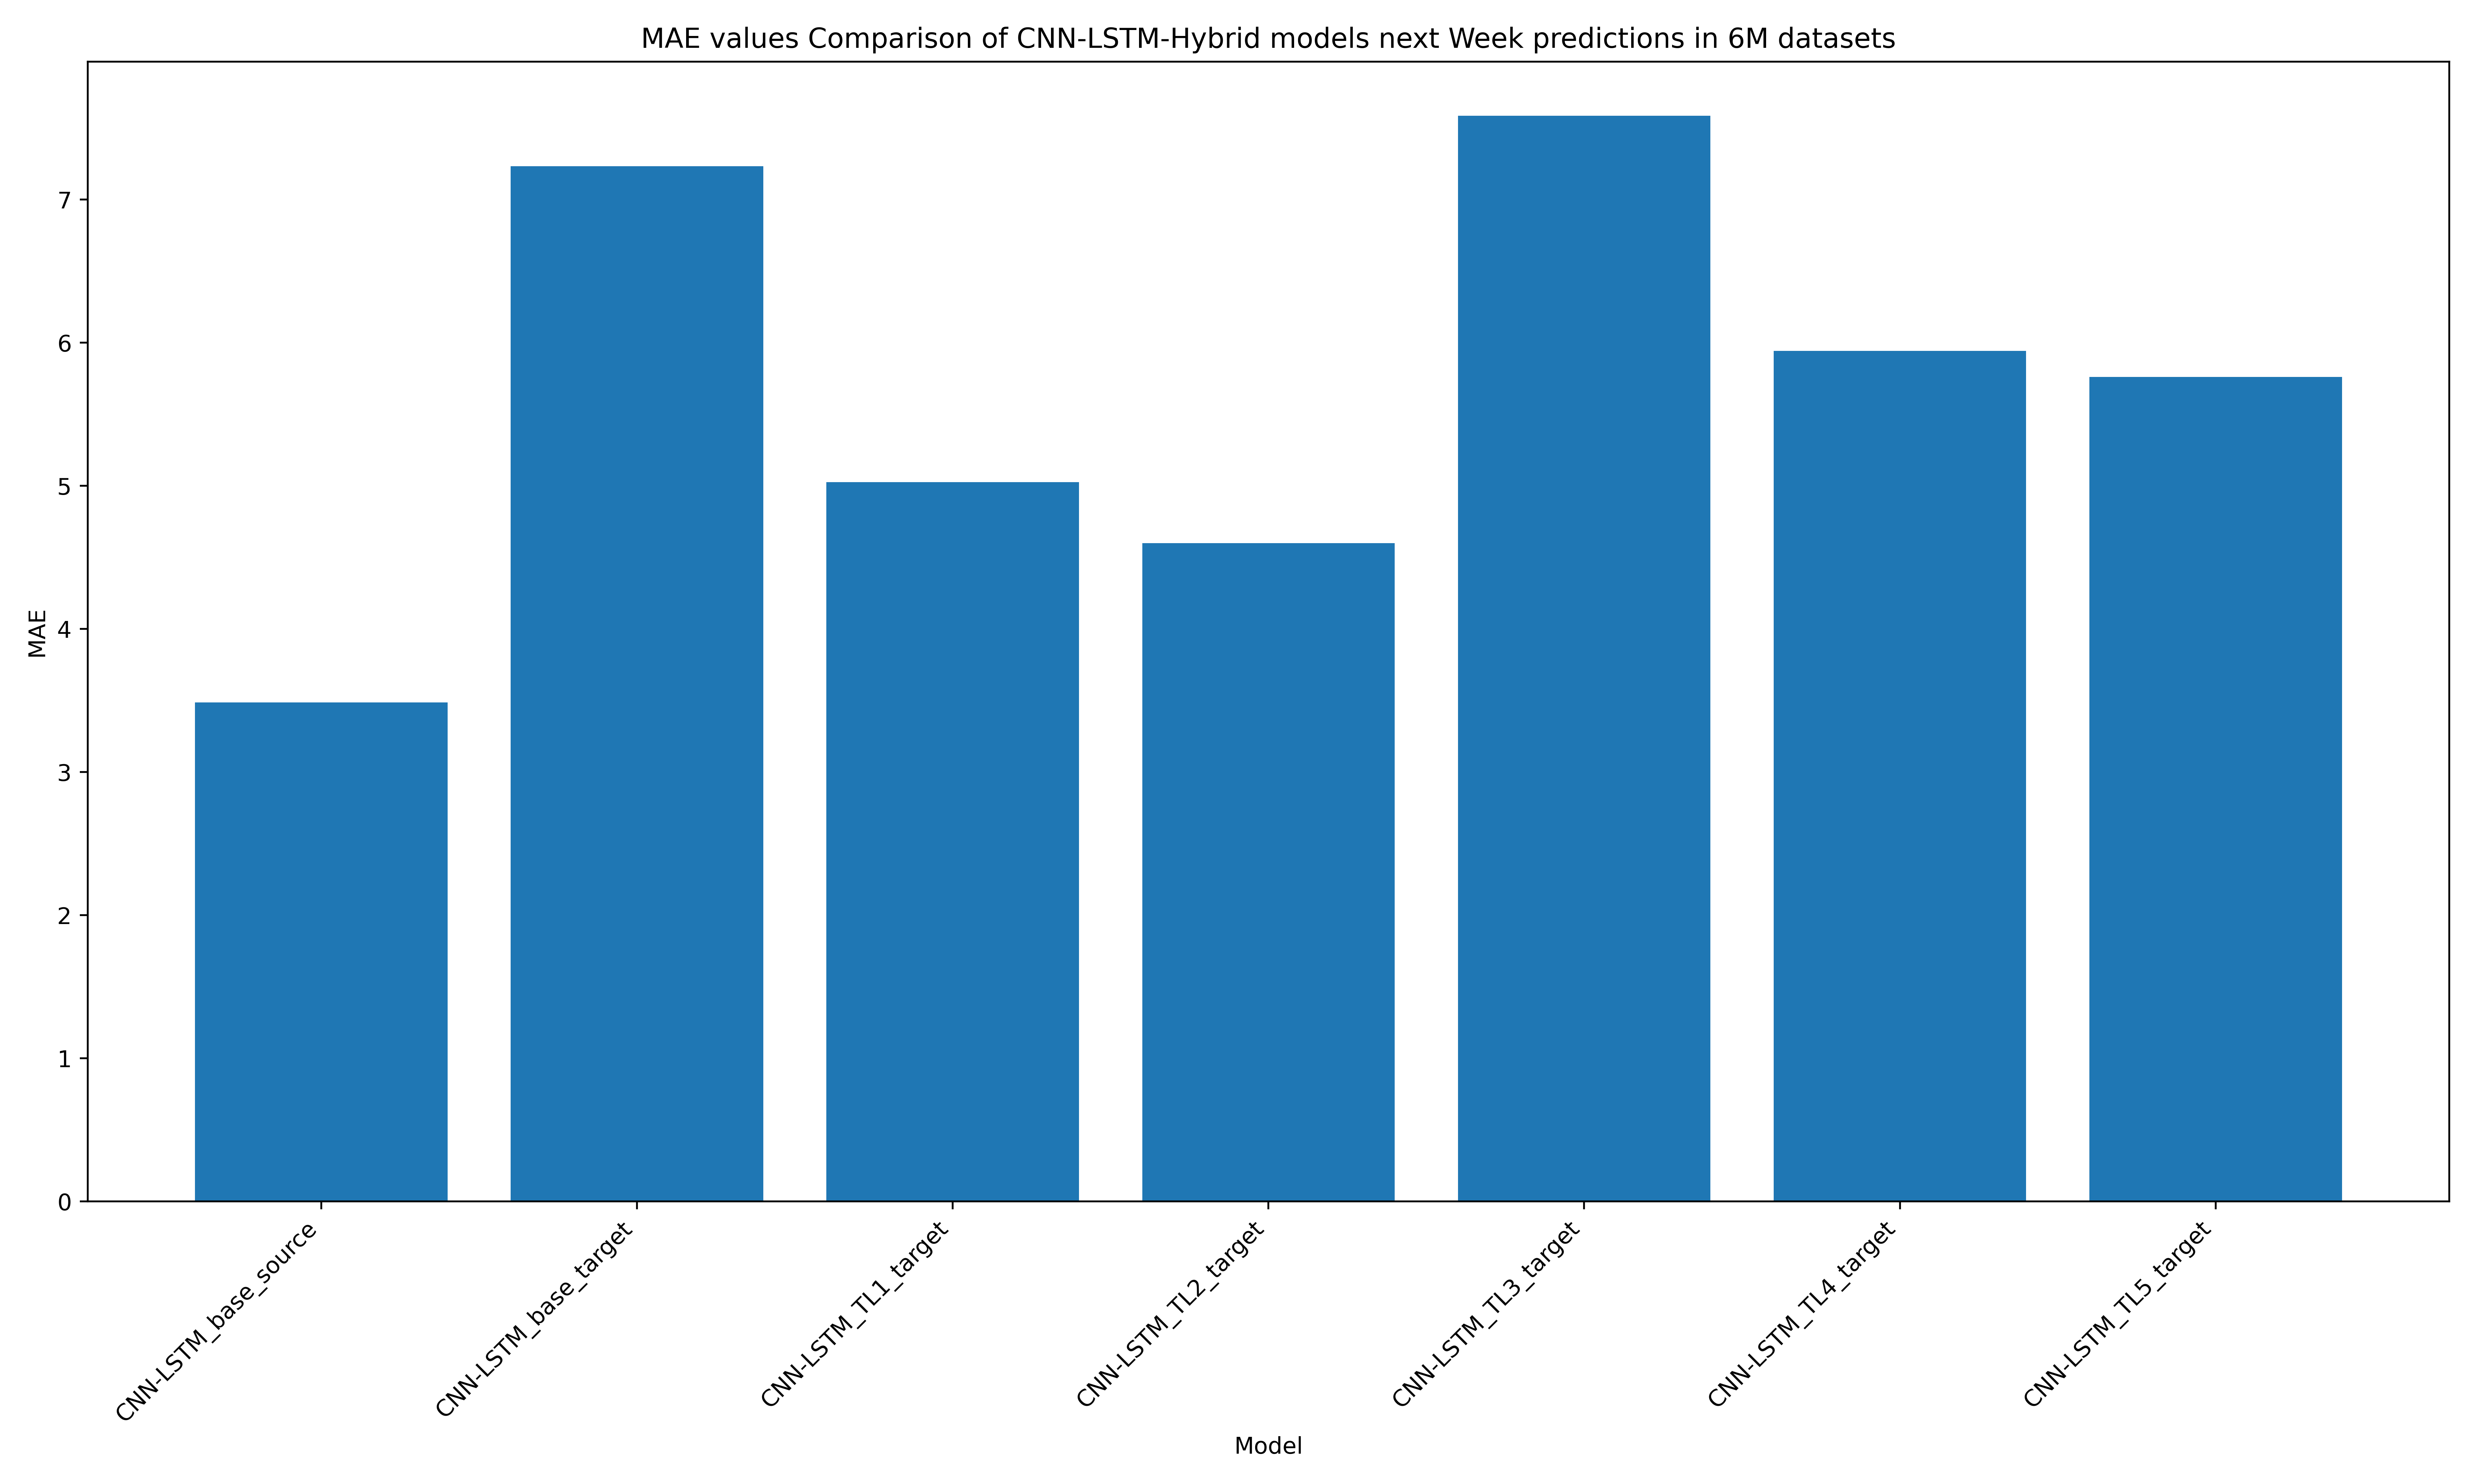 MAE values Comparison of CNN-LSTM-Hybrid models next Week predictions in 6M datasets
7
6
5
4
3
2
1
0
MAE
CNN-LSTM_base_source
CNN-LSTM_base_target
CNN-LSTM_TL1_target
CNN-LSTM_TL2_target
CNN-LSTM_TL3_target
CNN-LSTM_TL4_target
CNN-LSTM_TL5_target
Model